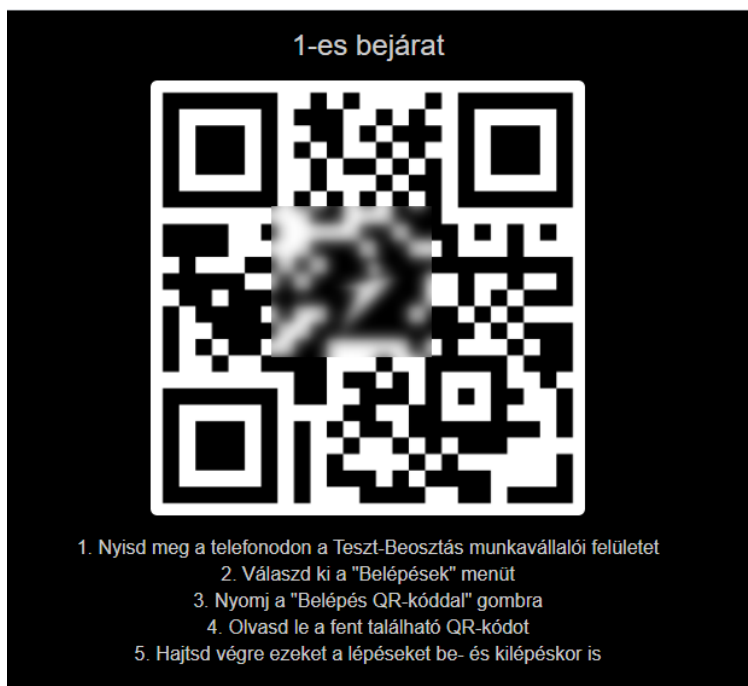 1-es bejárat
1. Nyisd meg a telefonodon a Teszt-Beosztás munkavállalói felületet
2. Válaszd ki a "Belépések" menüt
3. Nyomj a "Belépés QR-kóddal" gombra
4. Olvasd le a fent található QR-kódot
5. Hajtsd végre ezeket a lépéseket be- és kilépéskor is